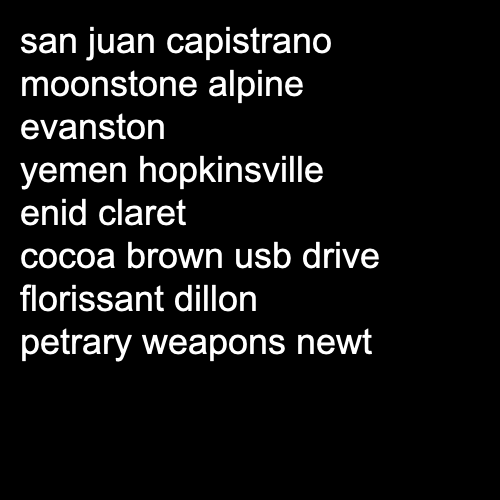 san juan capistrano
moonstone alpine
evanston
yemen hopkinsville
enid claret
cocoa brown usb drive
florissant dillon
petrary weapons newt